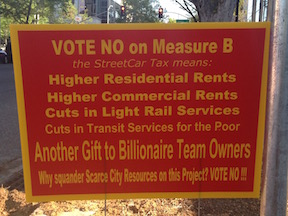 VOTE NO on Measure B
the StreetCar Tax means:
Higher Residential Rents
Higher Commercial Rents
Cuts in Light Rail Services
Cuts in Transit Services for the Poor
Another Gift to Billionaire Team Owners
Why squander Scarce City Resources on this Project? VOTE NO !!!